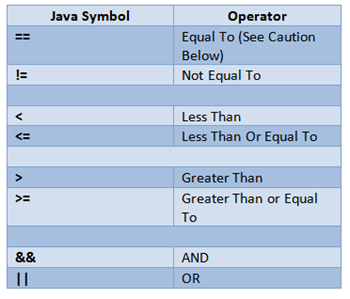 Java Symbol Operator
== Equal To (See Caution
Below)
!= Not Equal To
< Less Than
<= Less Than Or Equal To
> Greater Than
>= Greater Than or Equal
To
&& AND
|| OR